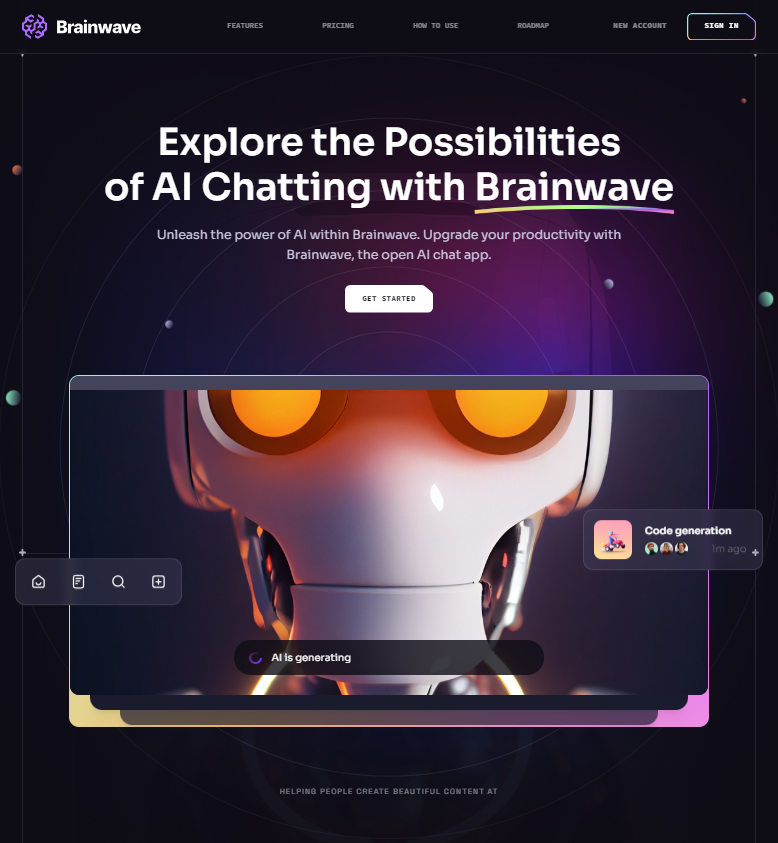 Brainwave
FEATURES
PRICING
HOW TO USE
ROADMAP
NEW ACCOUNT
SIGN IN
Explore the Possibilities
of AI Chatting with Brainwave
Unleash the power of AI within Brainwave. Upgrade your productivity with
Brainwave, the open AI chat app.
GET STARTED
Code generation
1m ago
AI is generating
HELPING PEOPLE CREATE BEAUTIFUL CONTENT AT